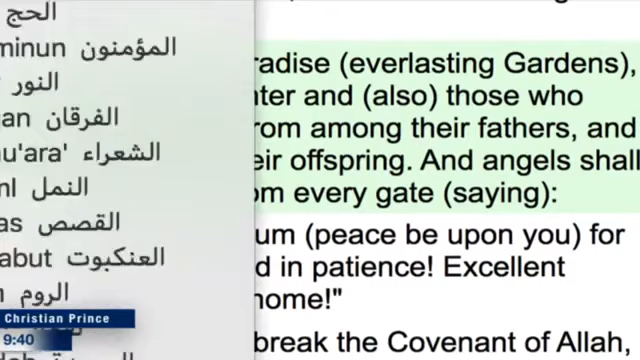 الحج
minun المؤمنون
النور
an الفرقان
u'ara' الشعراء
nl النمل
as القصص
abut العنكبوت
الروم
Christian Prince
9:40
radise (everlasting Gardens),
nter and (also) those who
rom among their fathers, and
eir offspring. And angels shall
om every gate (saying):
um (peace be upon you) for
d in patience! Excellent
home!"
break the Covenant of Allah,